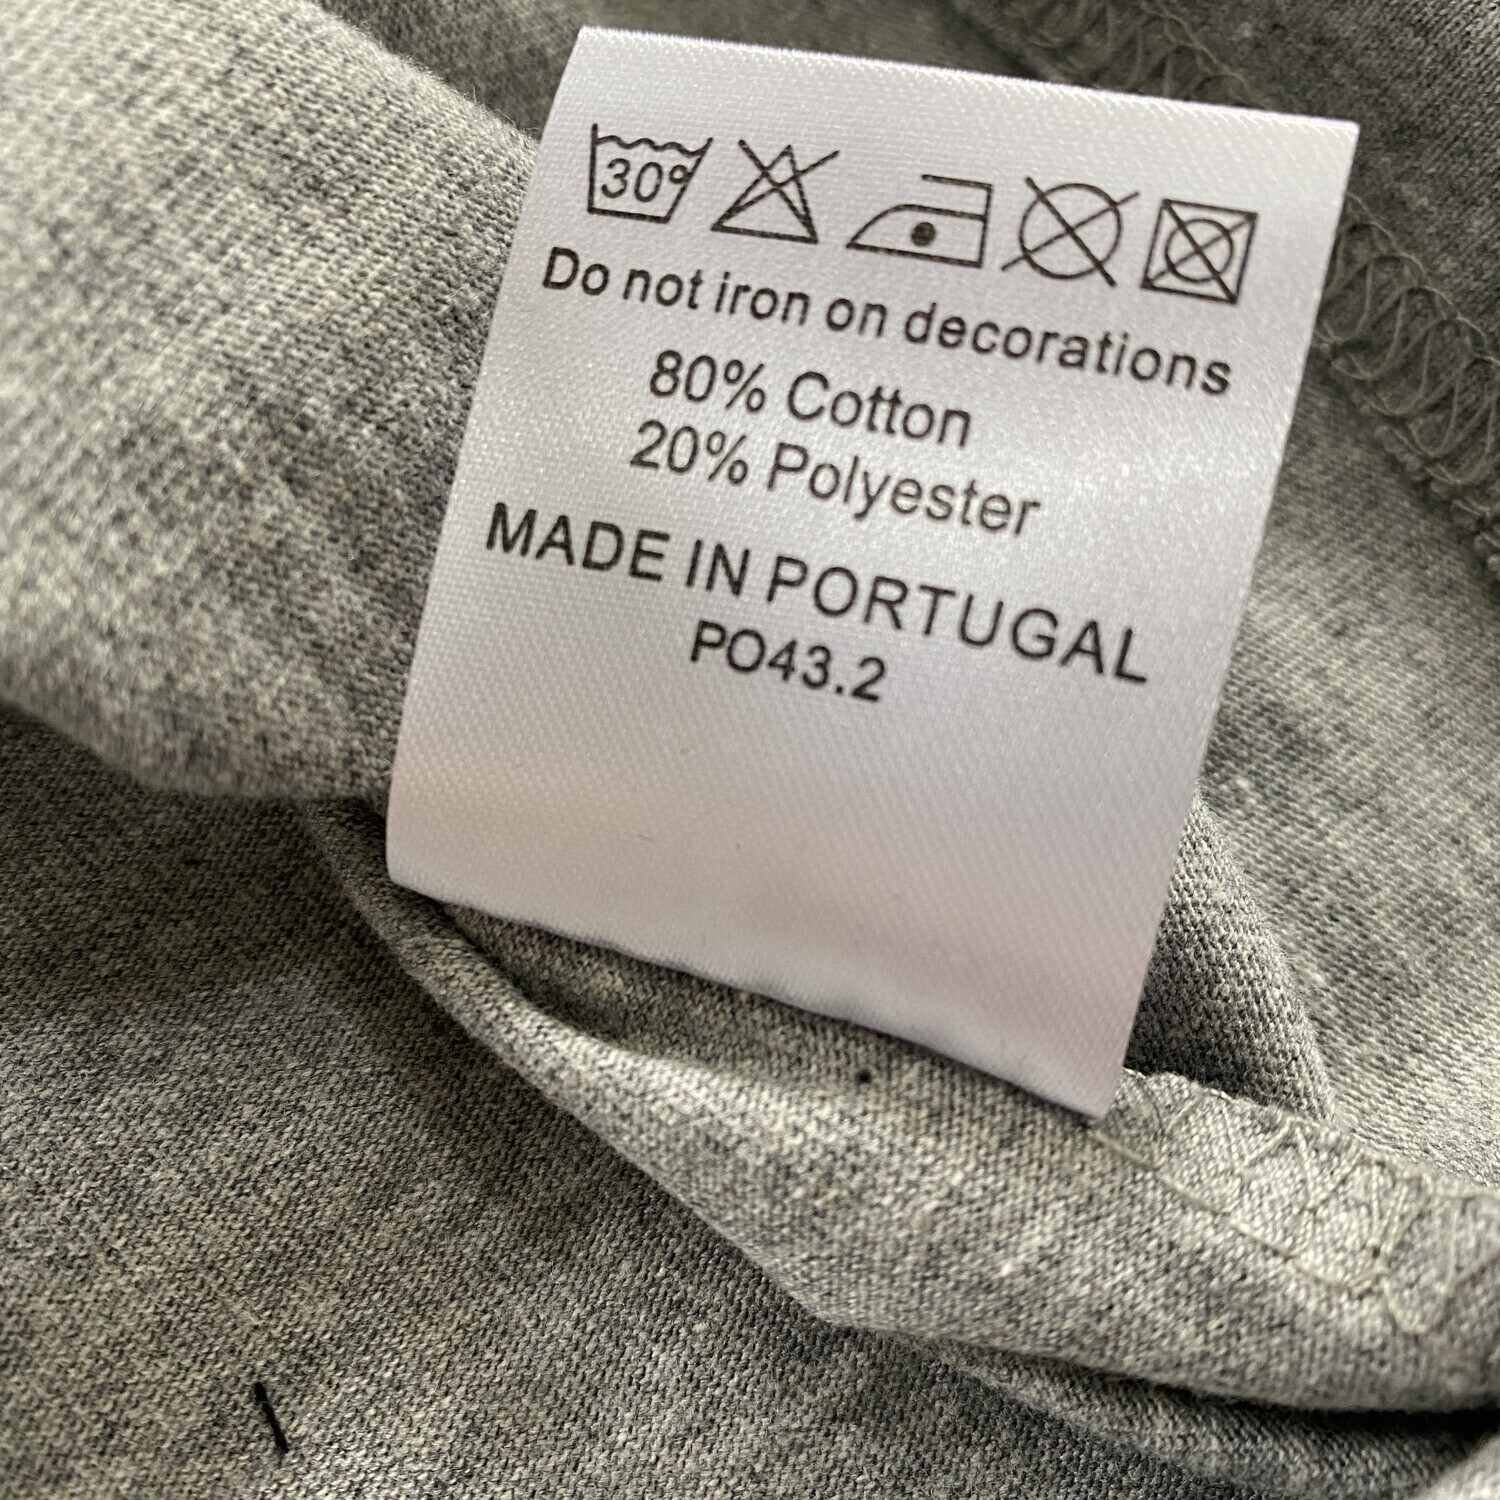 30°
Do not iron on decorations
80% Cotton
20% Polyester
MADE IN PORTUGAL
PO43.2